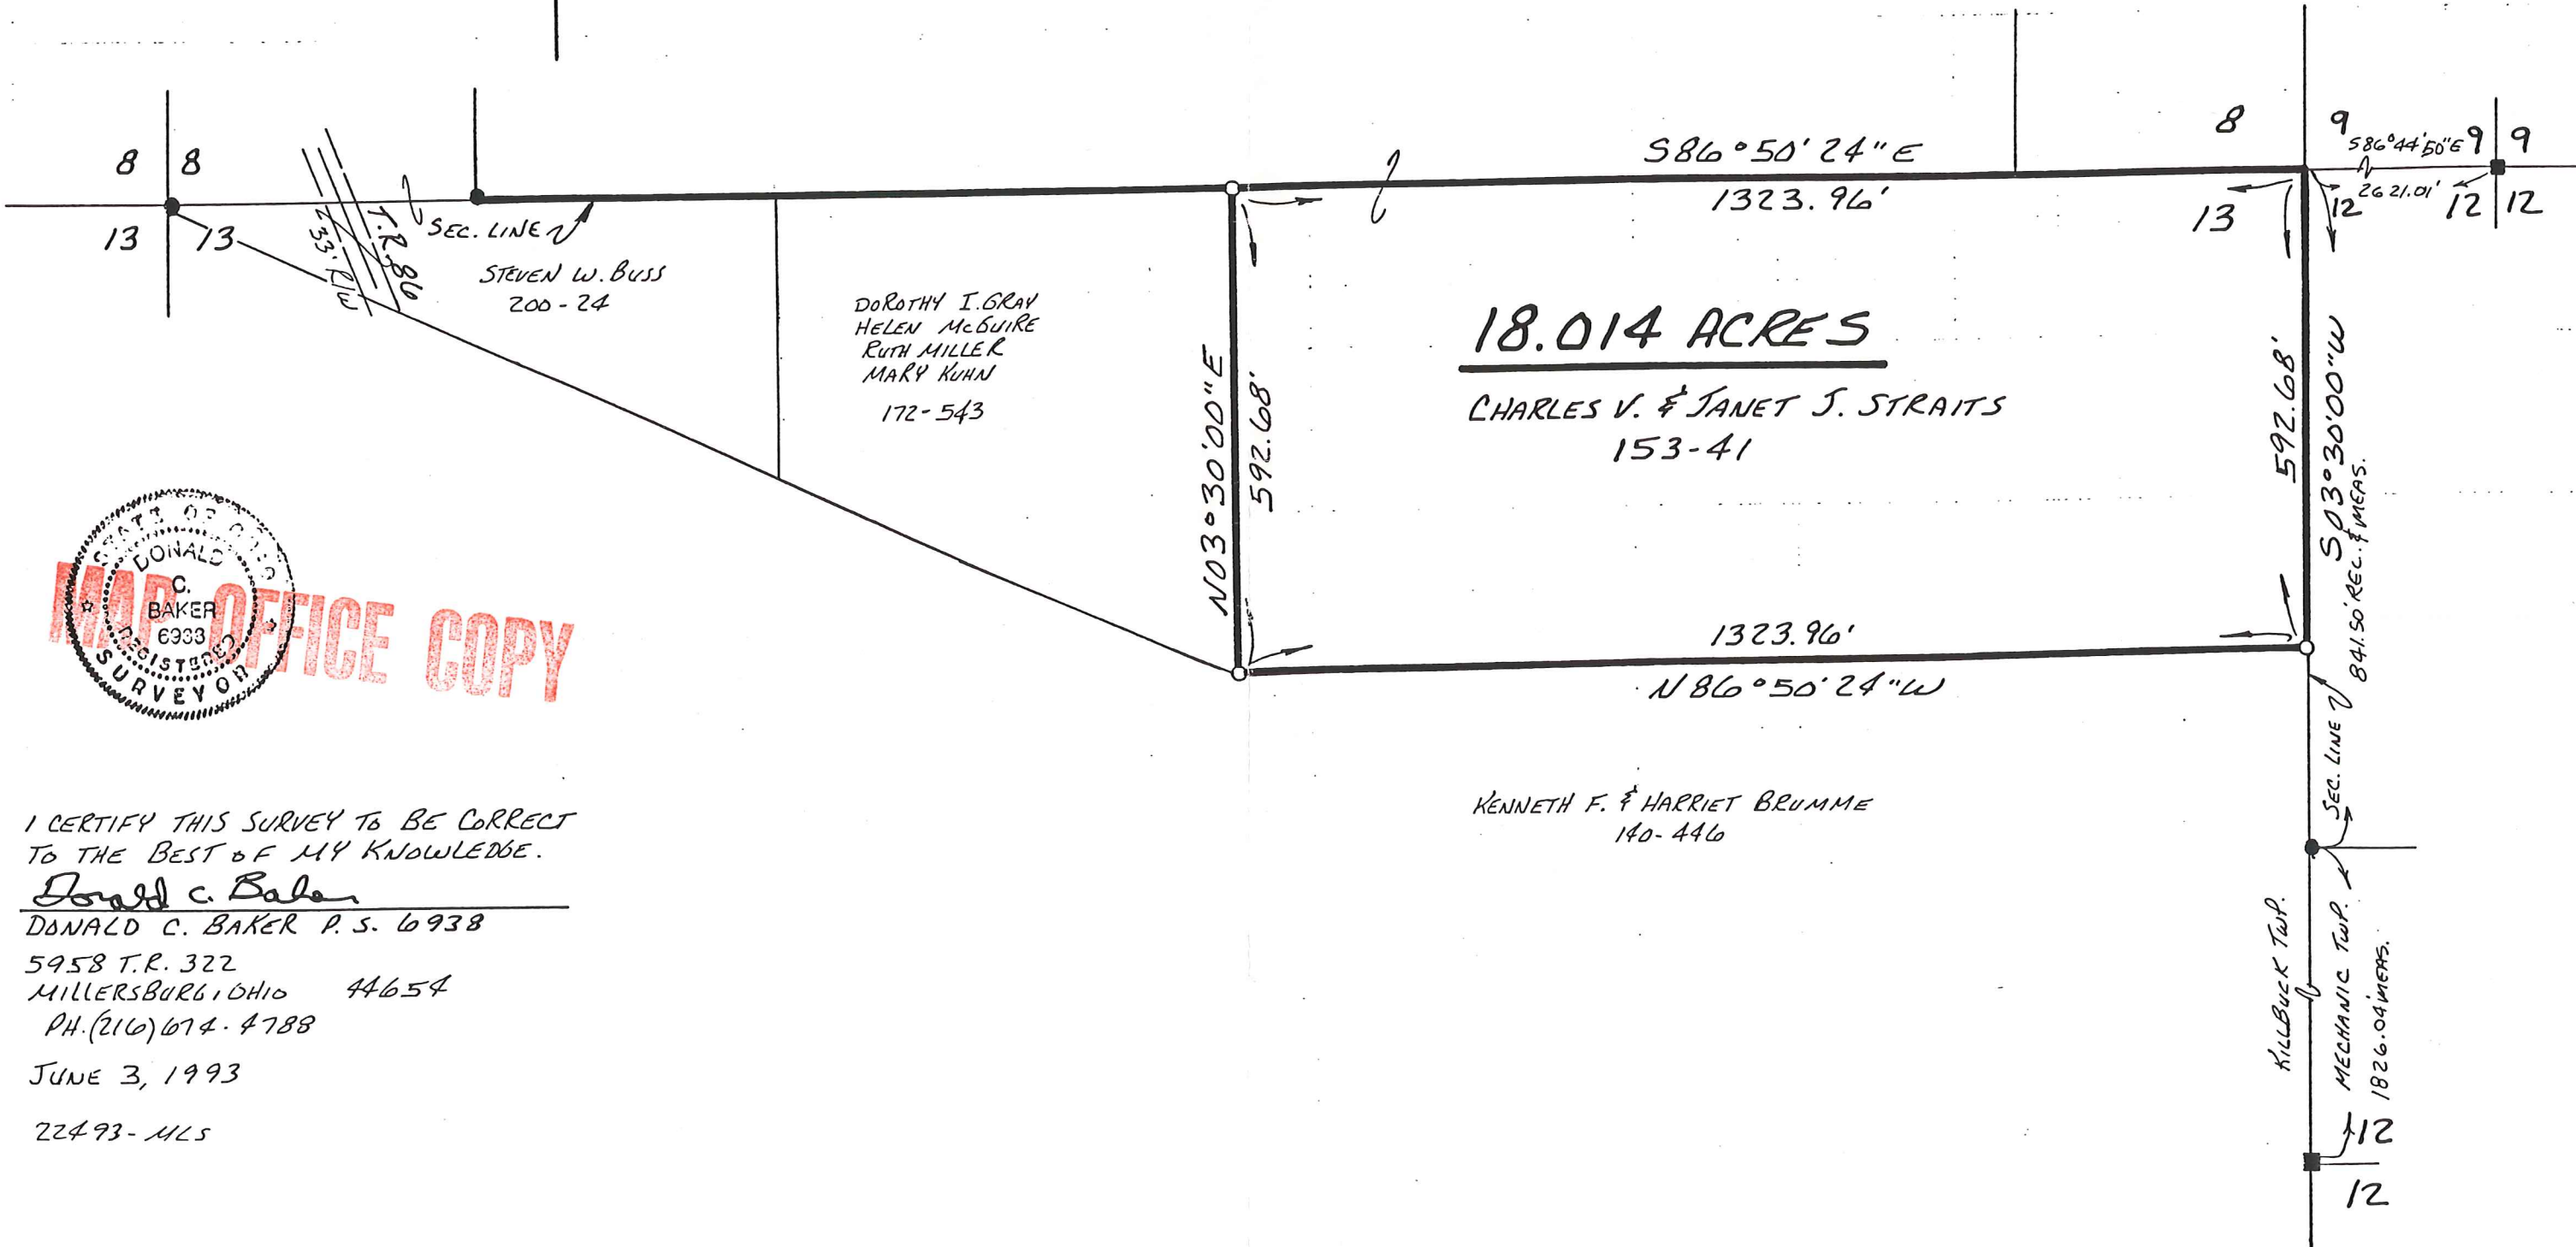 8
8
13
13
T.R. 86
33' R/W
SEC. LINE
STEVEN W. BUSS
200-24
DOROTHY I. GRAY
HELEN McGUIRE
RUTH MILLER
MARY KUHN
172-543
S86°50'24"E
1323.96'
8
9
S86°44'50"E
9
9
13
12
2621.01'
12
12
18.014 ACRES
CHARLES V. & JANET J. STRAITS
153-41
N03°30'00"E
592.68'
592.68'
S03°30'00"W
841.50' REC. & MEAS.
1323.96'
N86°50'24"W
SEC. LINE
KENNETH F. & HARRIET BRUMME
140-446
KILLBUCK TWP.
MECHANIC TWP.
1826.04' MEAS.
12
12
STATE OF OHIO
DONALD
C.
BAKER
REGISTERED
SURVEYOR
MAP OFFICE COPY
I CERTIFY THIS SURVEY TO BE CORRECT
TO THE BEST OF MY KNOWLEDGE.
Donald C. Baker
DONALD C. BAKER P.S. 6938
5958 T.R. 322
MILLERSBURG, OHIO 44654
PH. (216) 674-4788
JUNE 3, 1993
22493-MLS